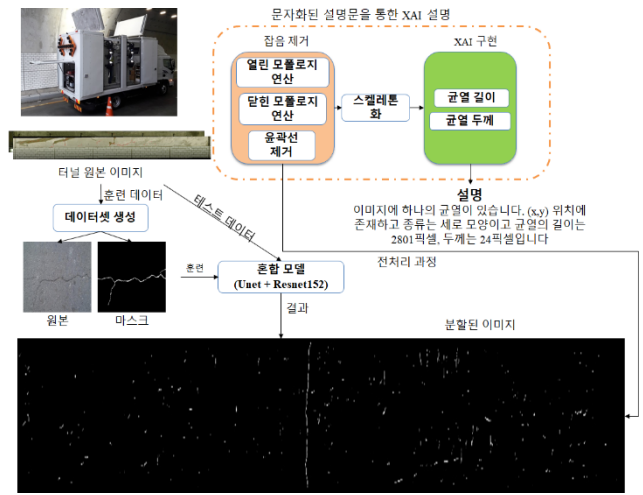 문자화된 설명문을 통한 XAI 설명
잡음 제거
열린 모폴로지
연산
닫힌 모폴로지
연산
윤곽선
제거
스켈레톤
화
XAI 구현
균열 길이
균열 두께
터널 원본 이미지
훈련 데이터
테스트 데이터
데이터셋 생성
원본
마스크
훈련
혼합 모델
(Unet + Resnet152)
결과
설명
이미지에 하나의 균열이 있습니다. (x,y) 위치에
존재하고 종류는 세로 모양이고 균열의 길이는
2801픽셀, 두께는 24픽셀입니다
전처리 과정
분할된 이미지